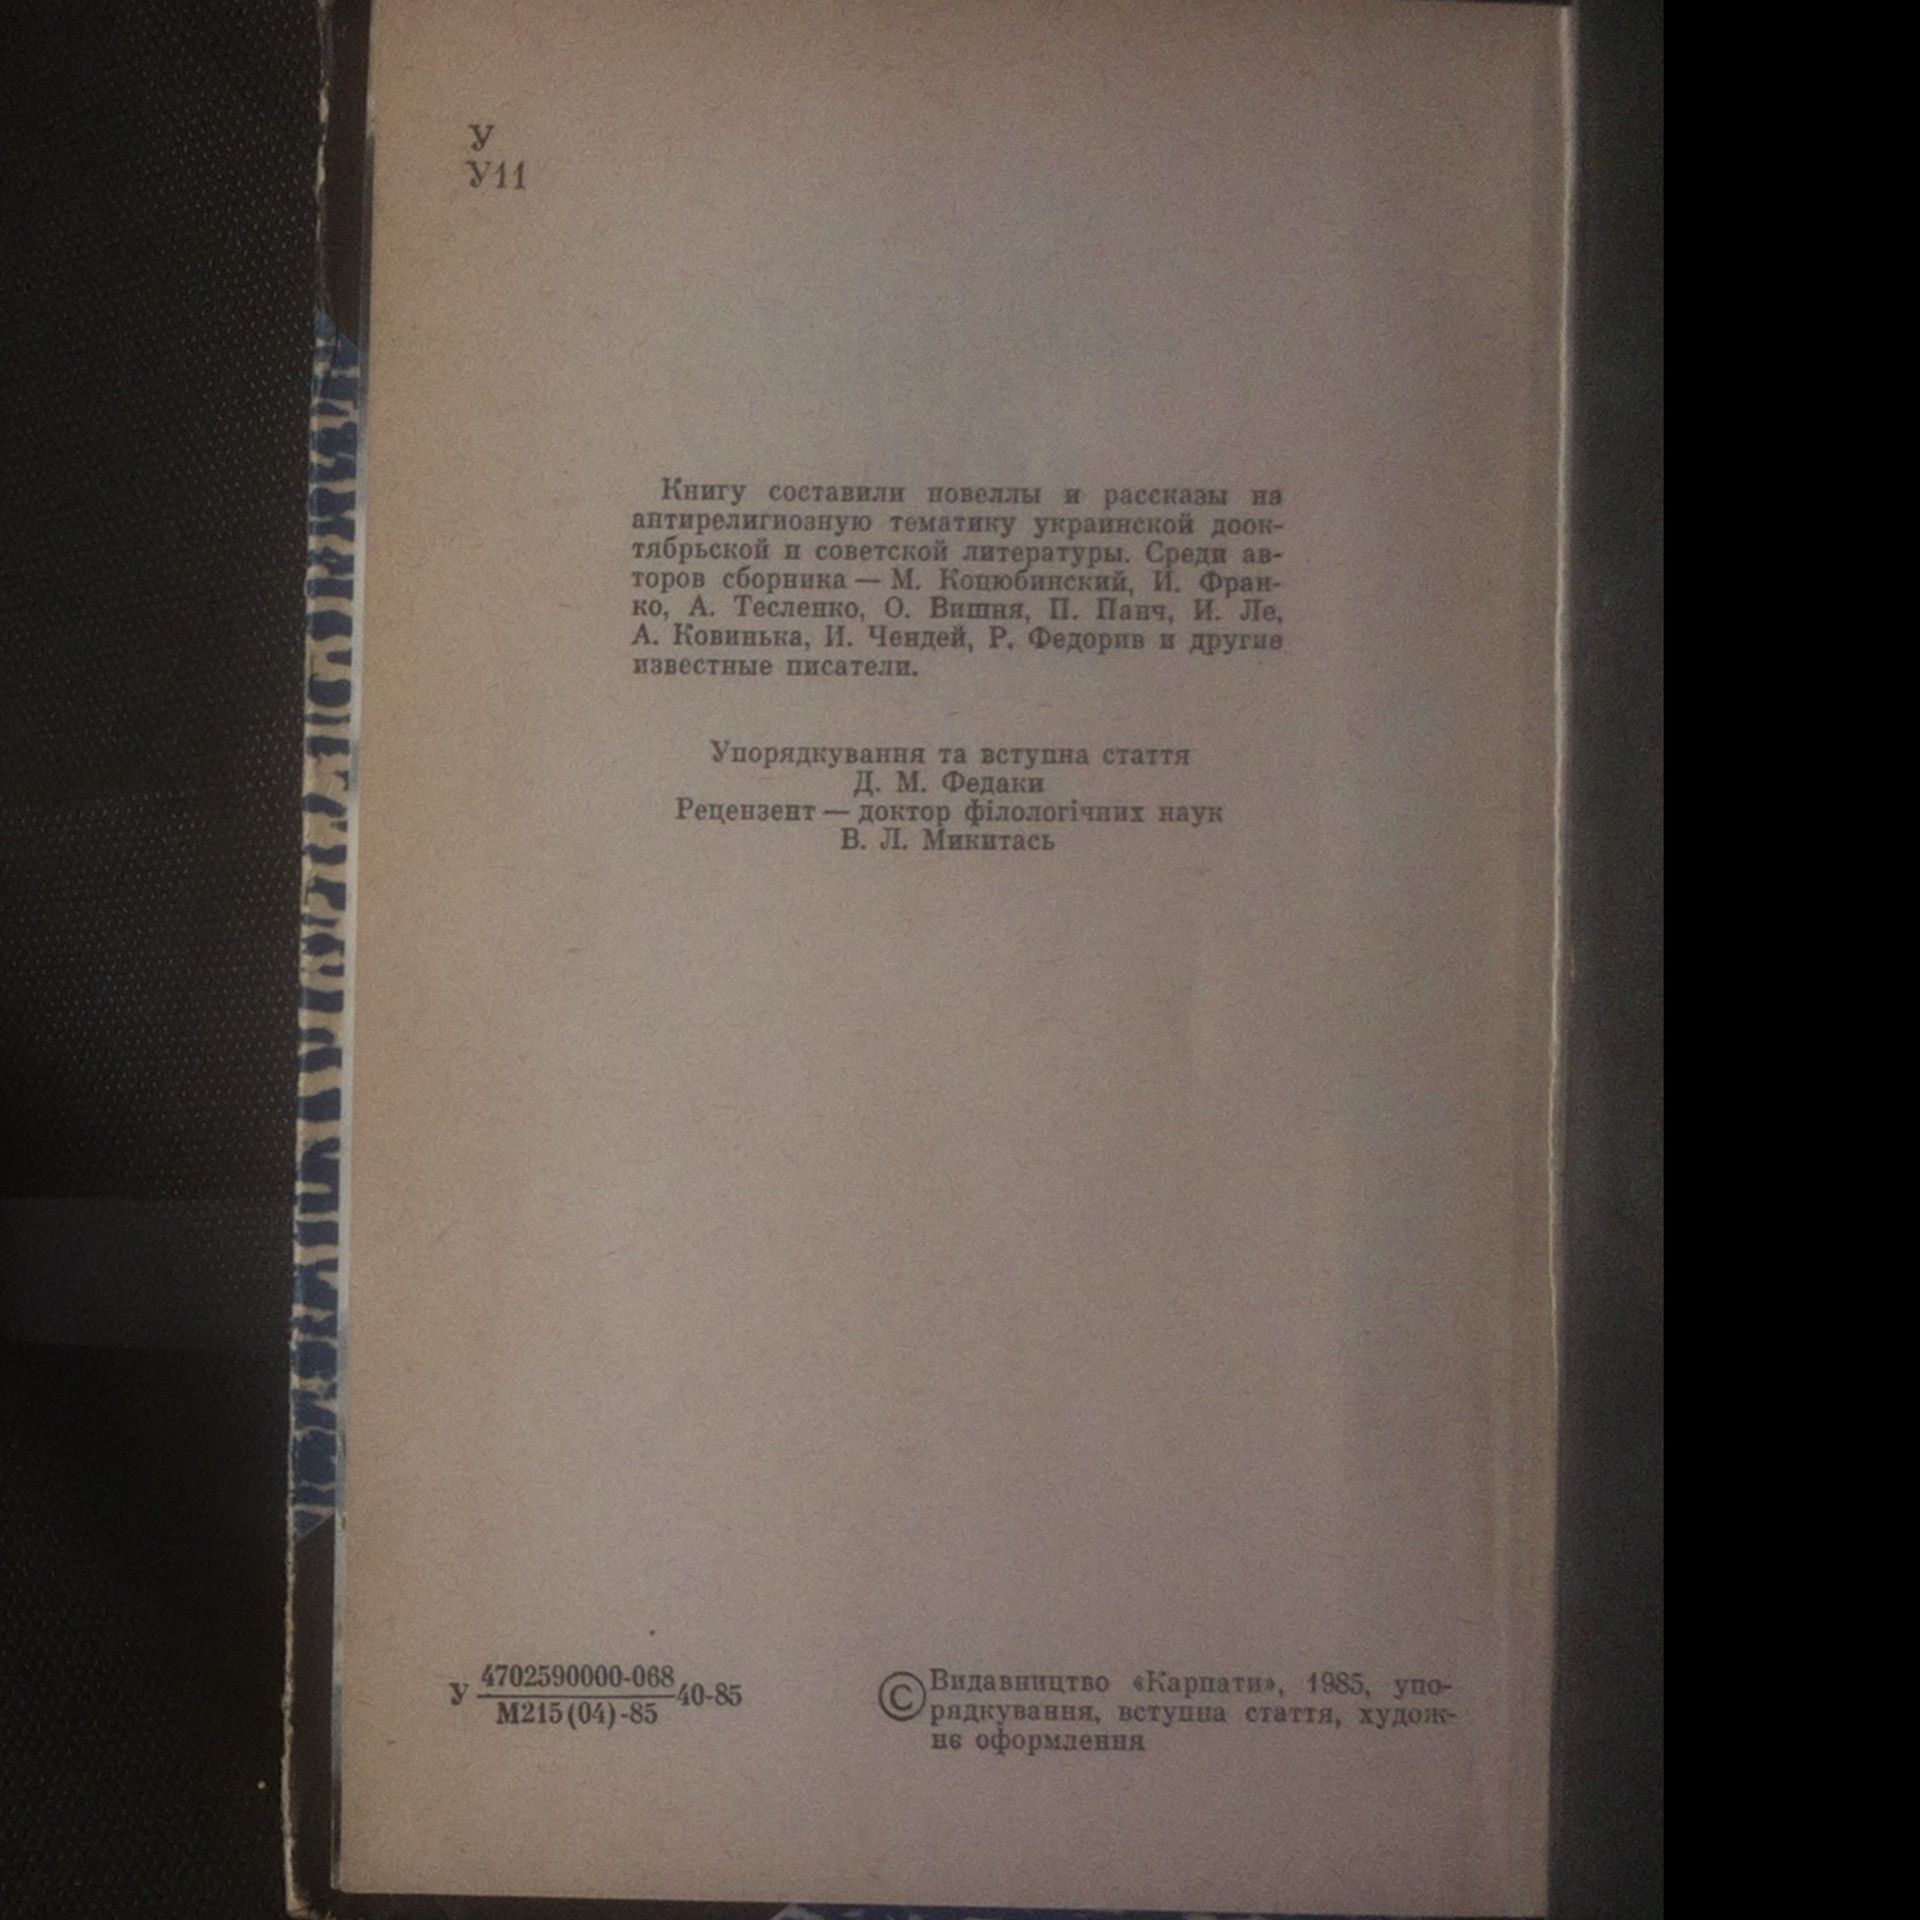 У
У11
Книгу составили новеллы и рассказы на
антирелигиозную тематику украинской доок-
тябрьской и советской литературы. Среди ав-
торов сборника — М. Коцюбинский, И. Фран-
ко, А. Тесленко, О. Вишня, П. Панч, И. Ле,
А. Ковинька, И. Чендей, Р. Федорив и другие
известные писатели.
Упорядкування та вступна стаття
Д. М. Федаки
Рецензент — доктор філологічних наук
В. Л. Микитась
У 4702590000-068 40-85
М215(04)-85
© Видавництво «Карпати», 1985, упо-
рядкування, вступна стаття, худож-
нє оформлення